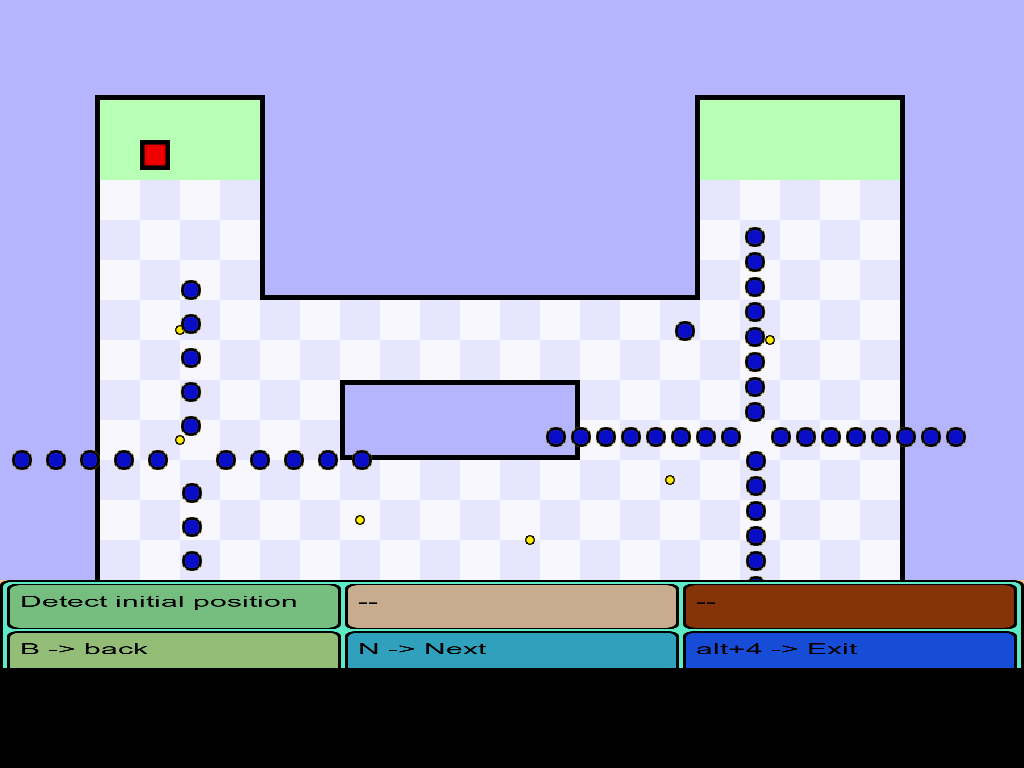 Detect initial position
--
--
B -> back
N -> Next
alt+4 -> Exit